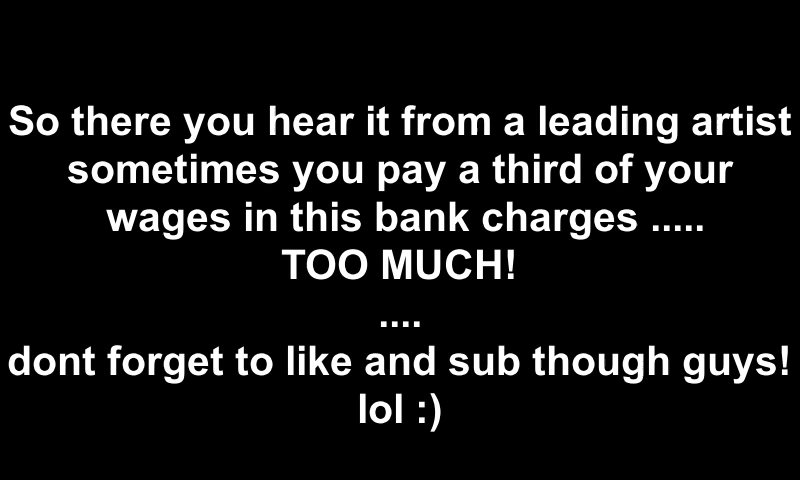 So there you hear it from a leading artist
sometimes you pay a third of your
wages in this bank charges .....
TOO MUCH!
....
dont forget to like and sub though guys!
lol :)